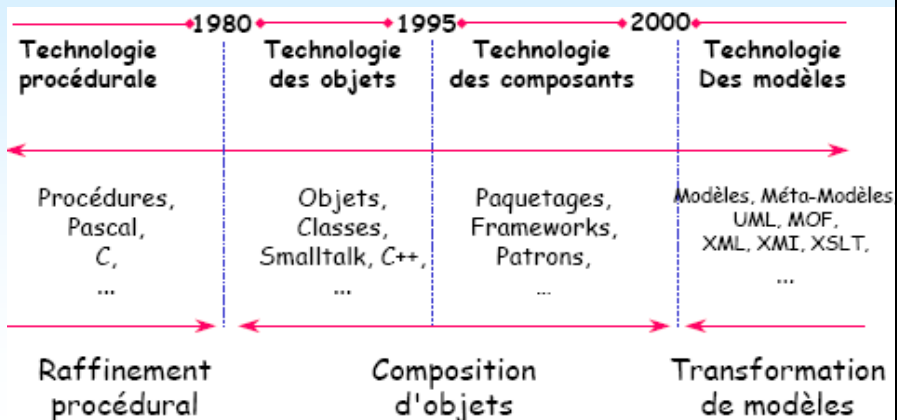 1980 1995 2000
Technologie
procédurale
Technologie
des objets
Technologie
des composants
Technologie
Des modèles
Procédures,
Pascal,
C,
...
Objets,
Classes,
Smalltalk, C++,
...
Paquetages,
Frameworks,
Patrons,
...
Modèles, Méta-Modèles
UML, MOF,
XML, XMI, XSLT,
...
Raffinement
procédural
Composition
d'objets
Transformation
de modèles